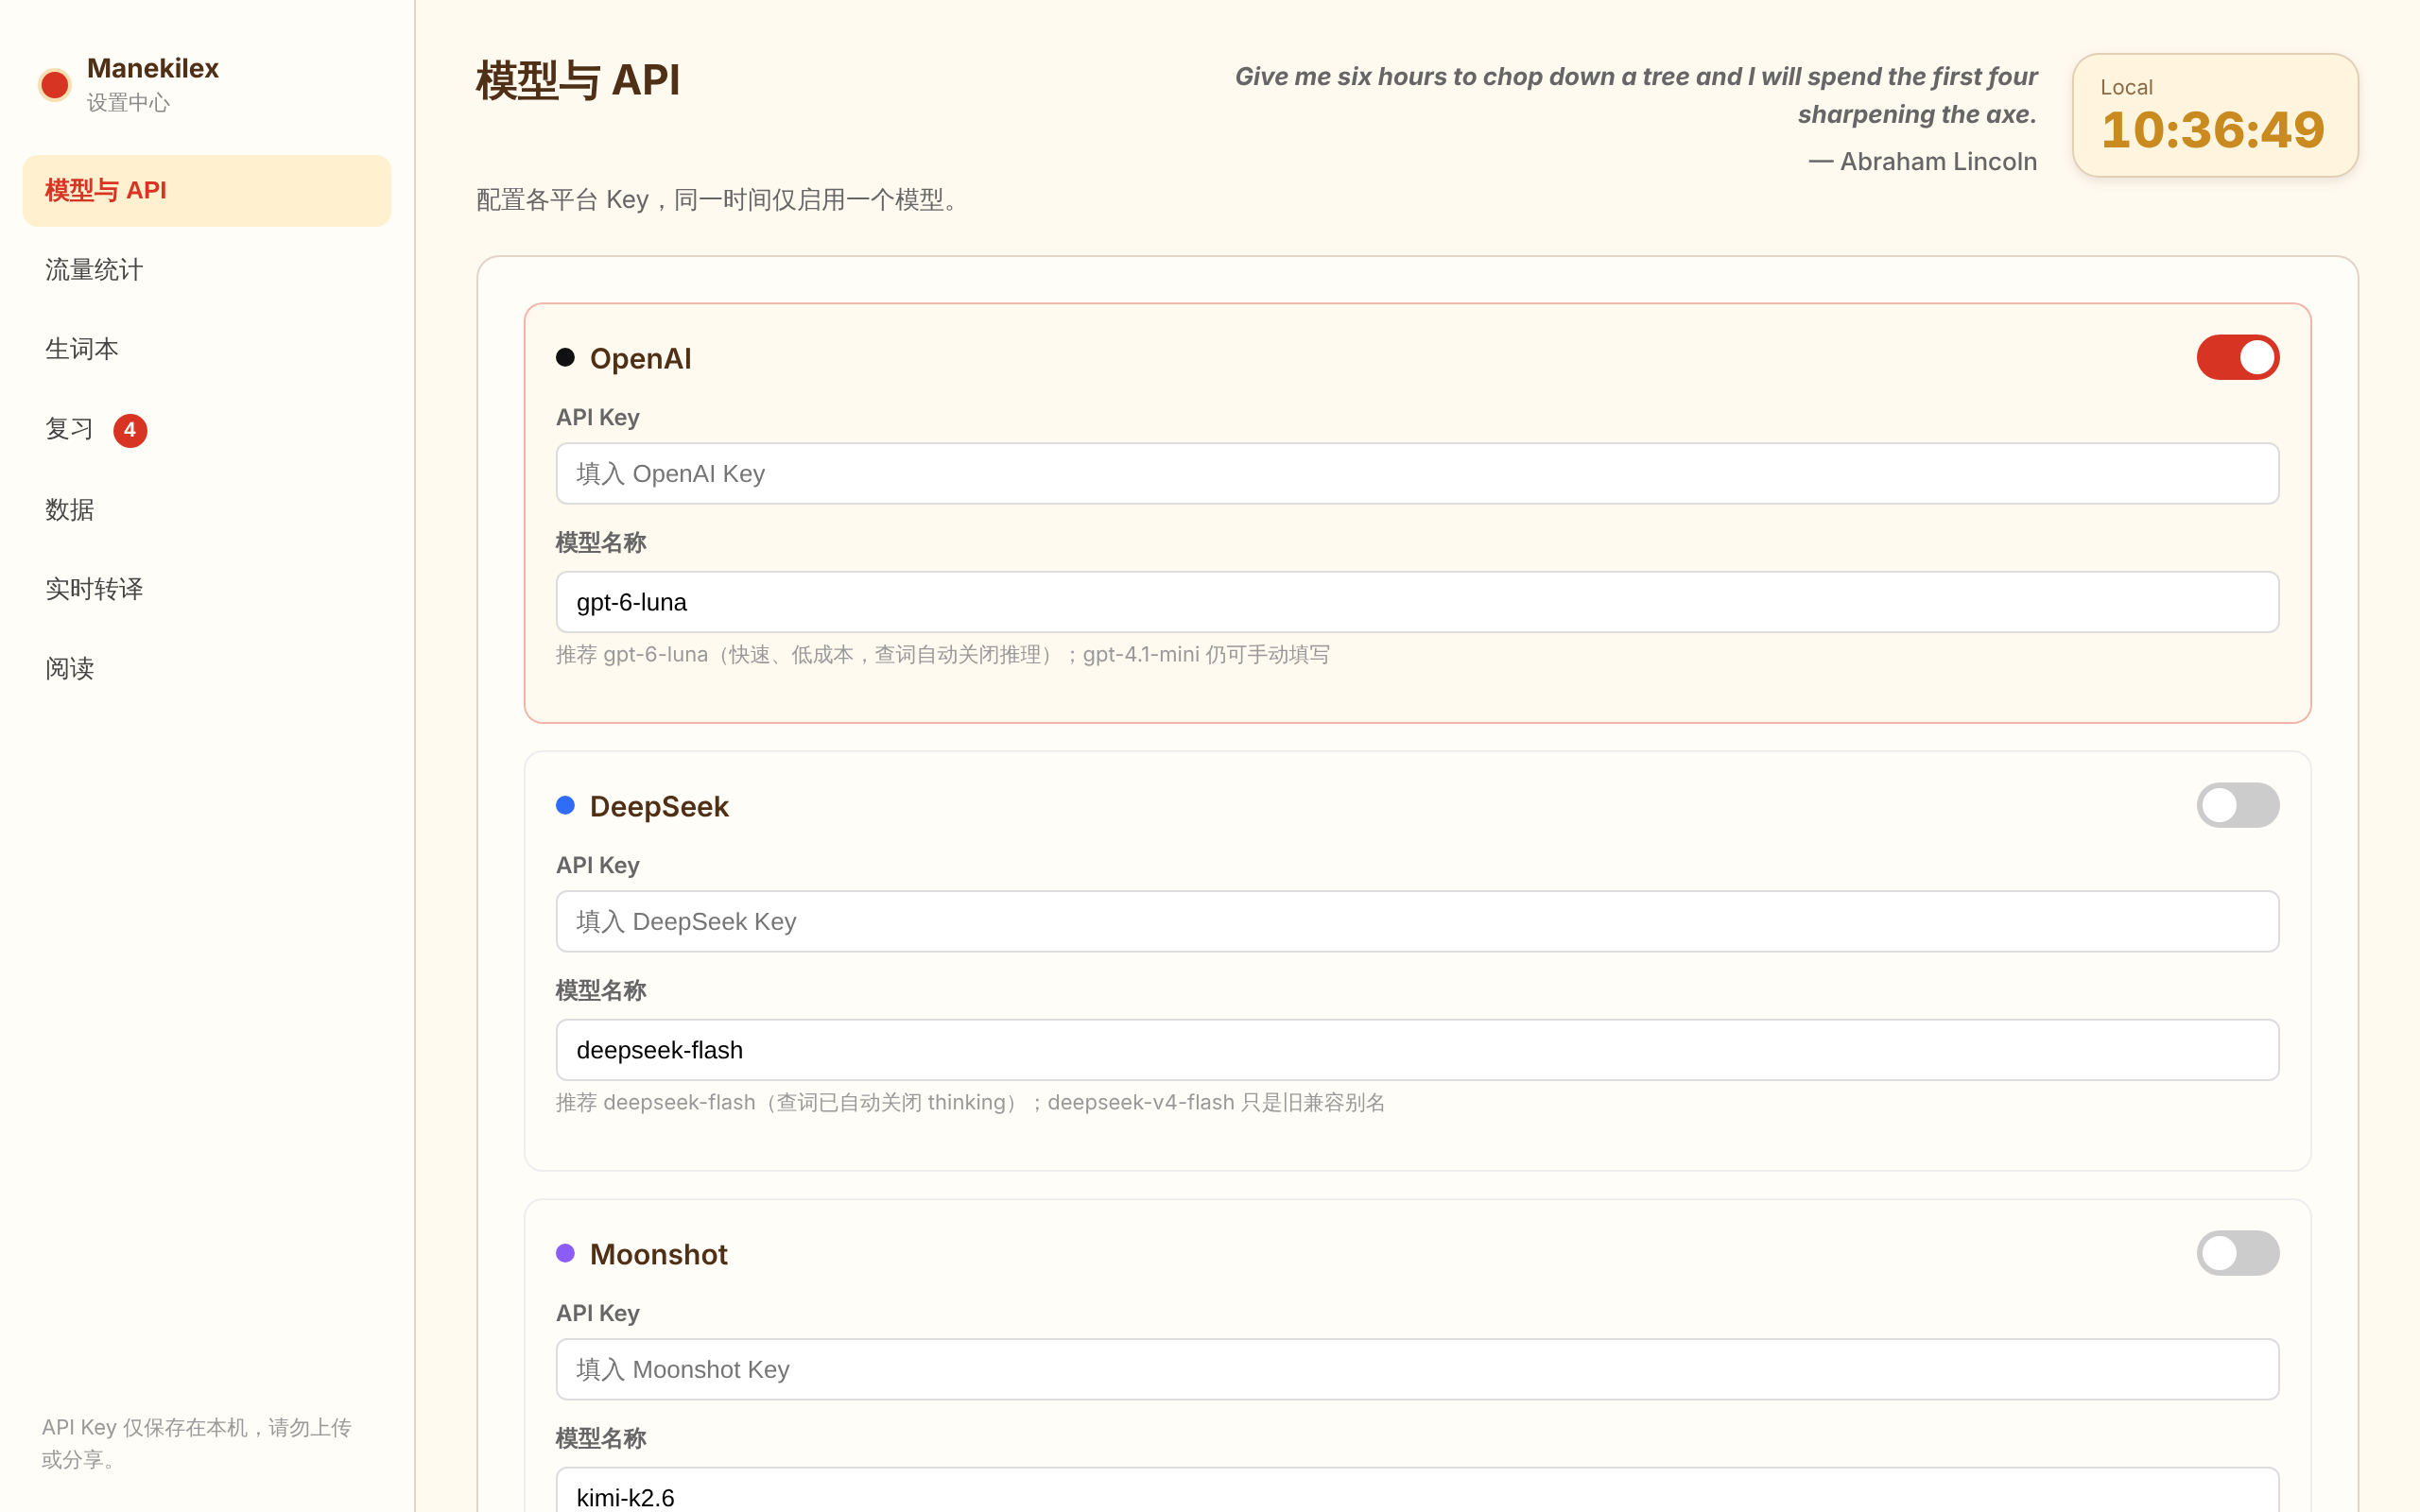 Manekilex
设置中心
模型与 API
流量统计
生词本
复习 4
数据
实时转译
阅读
API Key 仅保存在本机，请勿上传
或分享。
模型与 API
Give me six hours to chop down a tree and I will spend the first four
sharpening the axe.
— Abraham Lincoln
Local
10:36:49
配置各平台 Key，同一时间仅启用一个模型。
OpenAI
API Key
填入 OpenAI Key
模型名称
gpt-6-luna
推荐 gpt-6-luna（快速、低成本，查词自动关闭推理）；gpt-4.1-mini 仍可手动填写
DeepSeek
API Key
填入 DeepSeek Key
模型名称
deepseek-flash
推荐 deepseek-flash（查词已自动关闭 thinking）；deepseek-v4-flash 只是旧兼容别名
Moonshot
API Key
填入 Moonshot Key
模型名称
kimi-k2.6